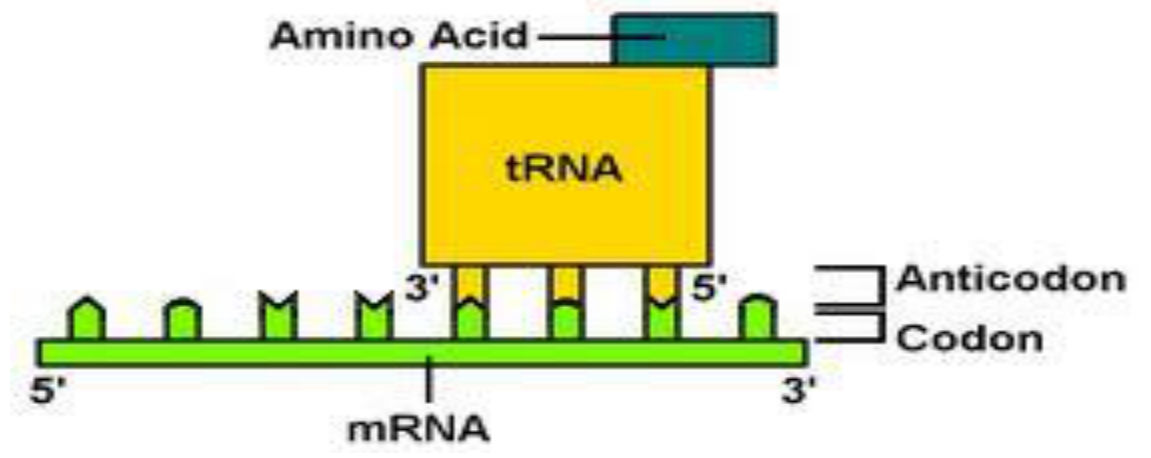 Amino Acid
tRNA
3' 5'
Anticodon
Codon
5' 3'
mRNA